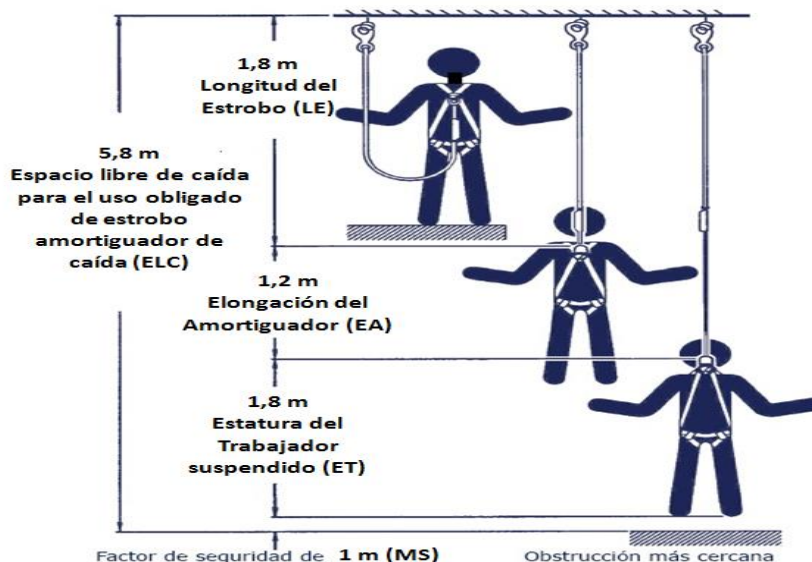 1,8 m
Longitud del
Estrobo (LE)
5,8 m
Espacio libre de caída
para el uso obligado
de estrobo
amortiguador de
caída (ELC)
1,2 m
Elongación del
Amortiguador (EA)
1,8 m
Estatura del
Trabajador
suspendido (ET)
Factor de seguridad de 1 m (MS)
Obstrucción más cercana